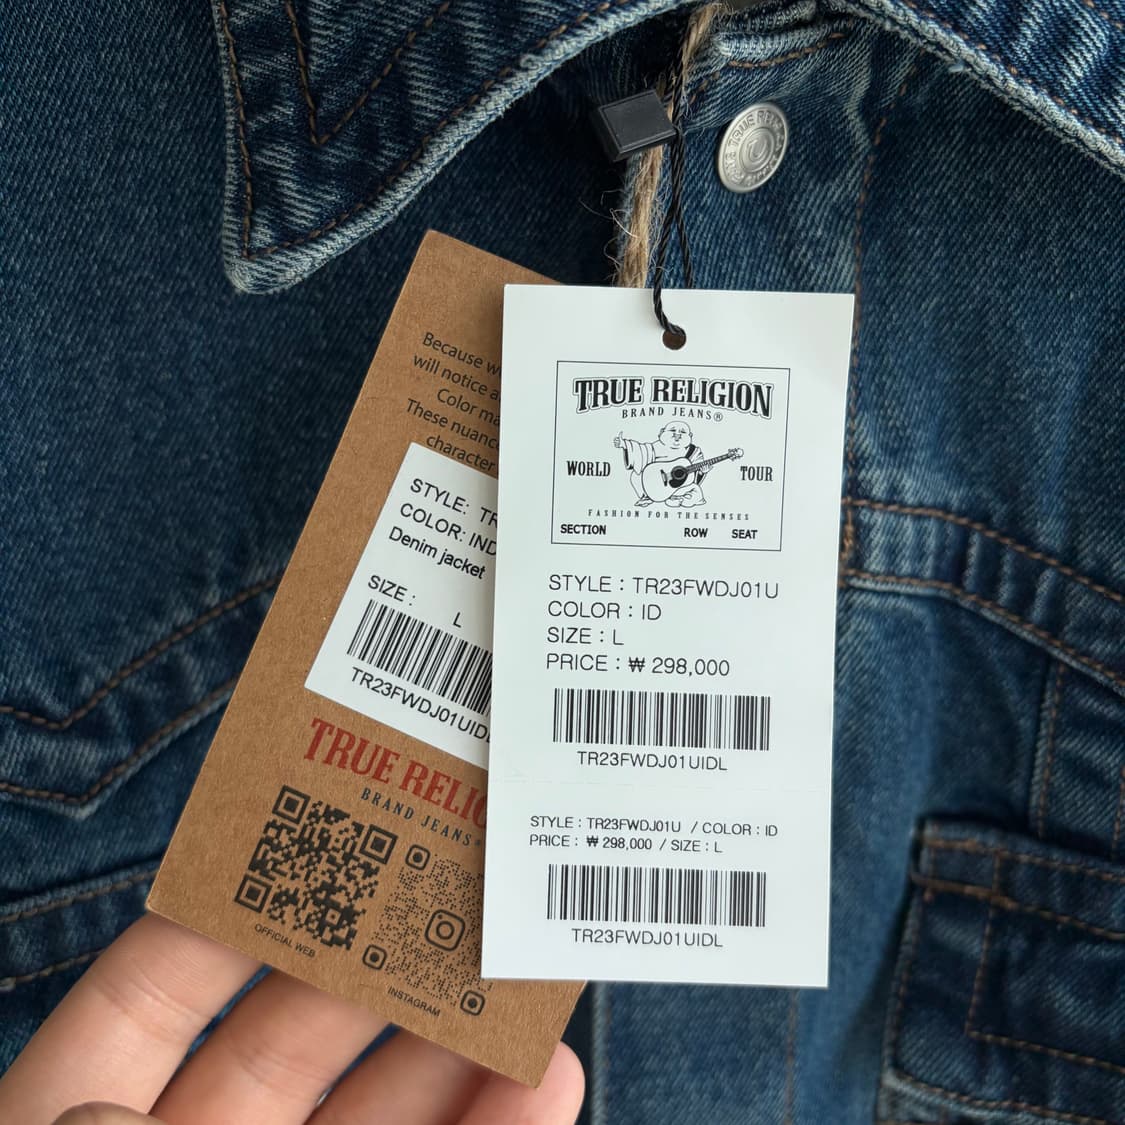 TRUE RELIGION
BRAND JEANS®
WORLD TOUR
FASHION FOR THE SENSES
SECTION ROW SEAT
STYLE : TR23FWDJ01U
COLOR : ID
SIZE : L
PRICE : ₩ 298,000
TR23FWDJ01UIDL
STYLE : TR23FWDJ01U / COLOR : ID
PRICE : ₩ 298,000 / SIZE : L
TR23FWDJ01UIDL
Because
will notice
Color
These
character
STYLE: TR
COLOR: IND
Denim jacket
SIZE :
L
TR23FWDJ01UIDL
TRUE RELIG
BRAND JEANS®
OFFICIAL WEB
INSTAGRAM
TRUE RELIG